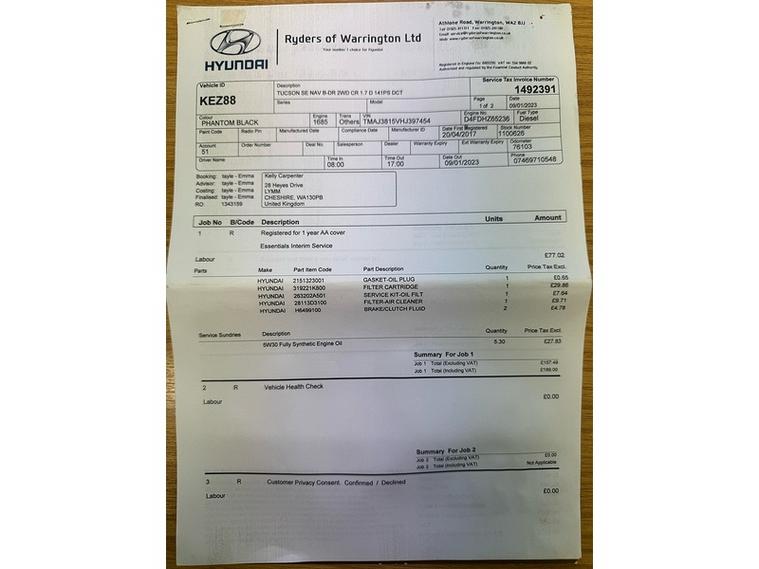 HYUNDAI
Ryders of Warrington Ltd
Your number 1 choice for Hyundai
Athlone Road, Warrington, WA2 8JJ
Service Tax Invoice Number
1492391
Vehicle ID
KEZ88
Description
TUCSON SE NAV B-DR 2WD CR 1.7 D 141PS DCT
Series Model
Page
1 of 2
Date
09/01/2023
Colour
PHANTOM BLACK
Engine
1685
Trans
Others
VIN
TMAJ3815VHJ397454
Engine No.
D4FDHZ65236
Fuel Type
Diesel
Paint Code Radio Pin Manufactured Date Compliance Date Manufacturer ID
Date First Registered
20/04/2017
Stock Number
1100626
Account
51
Order Number Deal No. Salesperson Dealer Warranty Expiry Ext Warranty Expiry
Odometer
76103
Driver Name
Time In
08:00
Time Out
17:00
Date Out
09/01/2023
Phone
07469710548
Booking: tayle - Emma
Advisor: tayle - Emma
Costing: tayle - Emma
Finalised: tayle - Emma
RO: 1343159
Kelly Carpenter
28 Heyes Drive
LYMM
CHESHIRE, WA130PB
United Kingdom
Job No B/Code Description Units Amount
1 R Registered for 1 year AA cover
Essentials Interim Service
Labour £77.02
Parts Make Part Item Code Part Description Quantity Price Tax Excl.
HYUNDAI 2151323001 GASKET-OIL PLUG 1 £0.55
HYUNDAI 319221K800 FILTER CARTRIDGE 1 £29.86
HYUNDAI 263202A501 SERVICE KIT-OIL FILT 1 £7.64
HYUNDAI 28113D3100 FILTER-AIR CLEANER 1 £9.71
HYUNDAI H6499100 BRAKE/CLUTCH FLUID 2 £4.78
Service Sundries Description Quantity Price Tax Excl.
5W30 Fully Synthetic Engine Oil 5.30 £27.83
Summary For Job 1
Job 1 Total (Excluding VAT) £157.49
Job 1 Total (Including VAT) £189.00
2 R Vehicle Health Check
Labour £0.00
Summary For Job 2
Job 2 Total (Excluding VAT) £0.00
Job 2 Total (Including VAT) Not Applicable
3 R Customer Privacy Consent. Confirmed / Declined
Labour £0.00